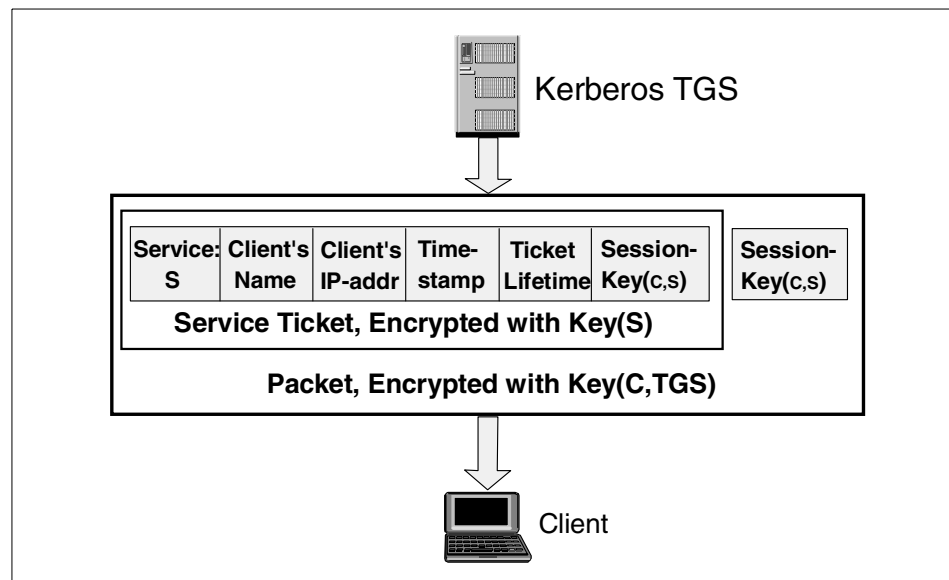 Kerberos TGS
Service: Client's Client's Time- Ticket Session- Session-
S Name IP-addr stamp Lifetime Key(C,S) Key(C,S)
Service Ticket, Encrypted with Key(S)
Packet, Encrypted with Key(C,TGS)
Client